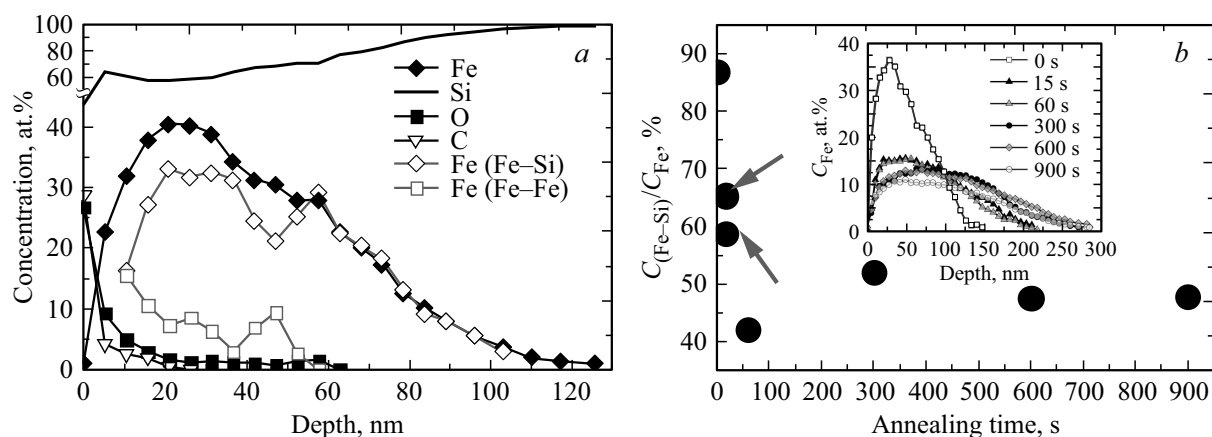 a
Concentration, at.%
100
80
60
40
30
20
10
0
Fe
Si
O
C
Fe (Fe–Si)
Fe (Fe–Fe)
0 20 40 60 80 100 120
Depth, nm
b
C(Fe–Si)/CFe, %
90
80
70
60
50
40
0 100 200 300 400 500 600 700 800 900
Annealing time, s
CFe, at.%
40
30
20
10
0
0 s
15 s
60 s
300 s
600 s
900 s
0 50 100 150 200 250 300
Depth, nm